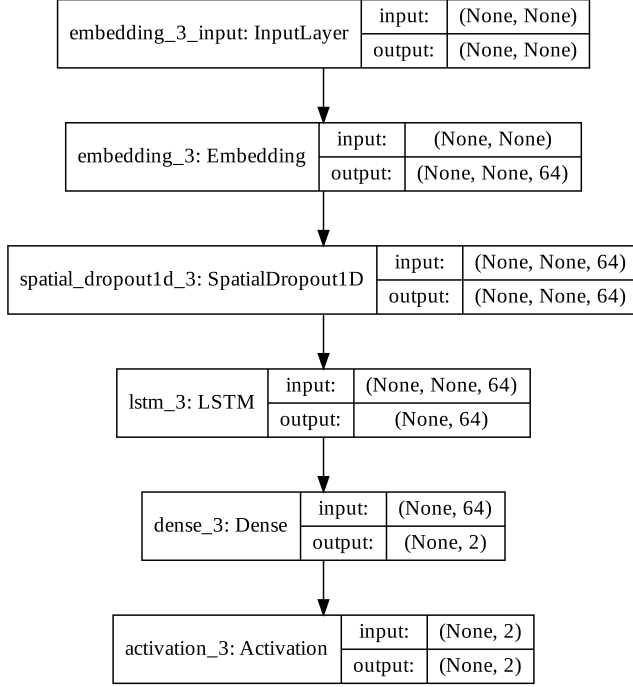 embedding_3_input: InputLayer
input: (None, None)
output: (None, None)
embedding_3: Embedding
input: (None, None)
output: (None, None, 64)
spatial_dropout1d_3: SpatialDropout1D
input: (None, None, 64)
output: (None, None, 64)
lstm_3: LSTM
input: (None, None, 64)
output: (None, 64)
dense_3: Dense
input: (None, 64)
output: (None, 2)
activation_3: Activation
input: (None, 2)
output: (None, 2)